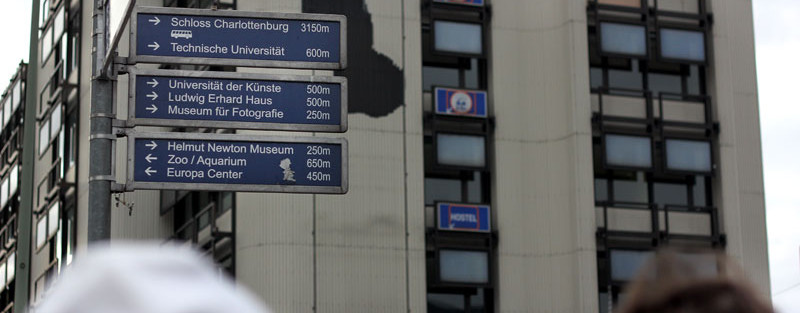 → Schloss Charlottenburg 3150m
→ Technische Universität 600m
→ Universität der Künste 500m
→ Ludwig Erhard Haus 500m
→ Museum für Fotografie 250m
→ Helmut Newton Museum 250m
← Zoo / Aquarium 650m
← Europa Center 450m
HOSTEL